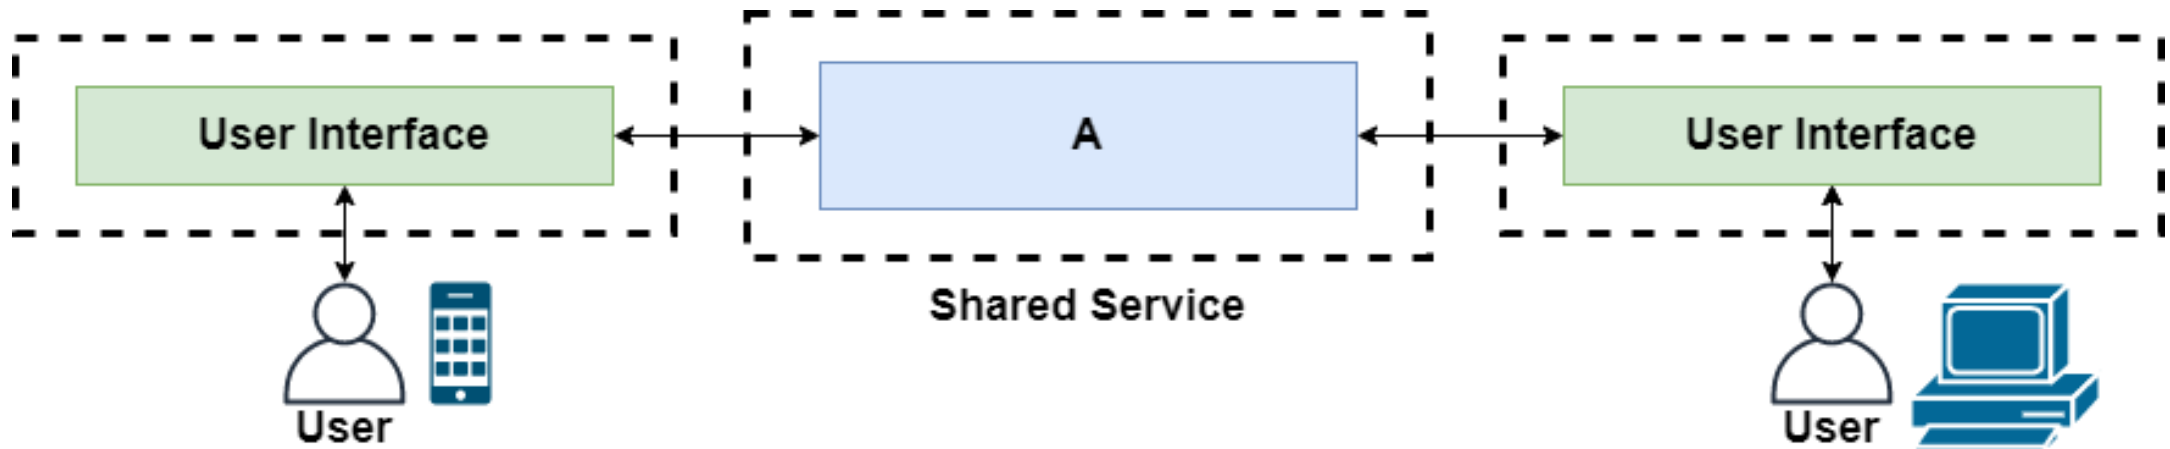 User Interface
A
User Interface
Shared Service
User
User